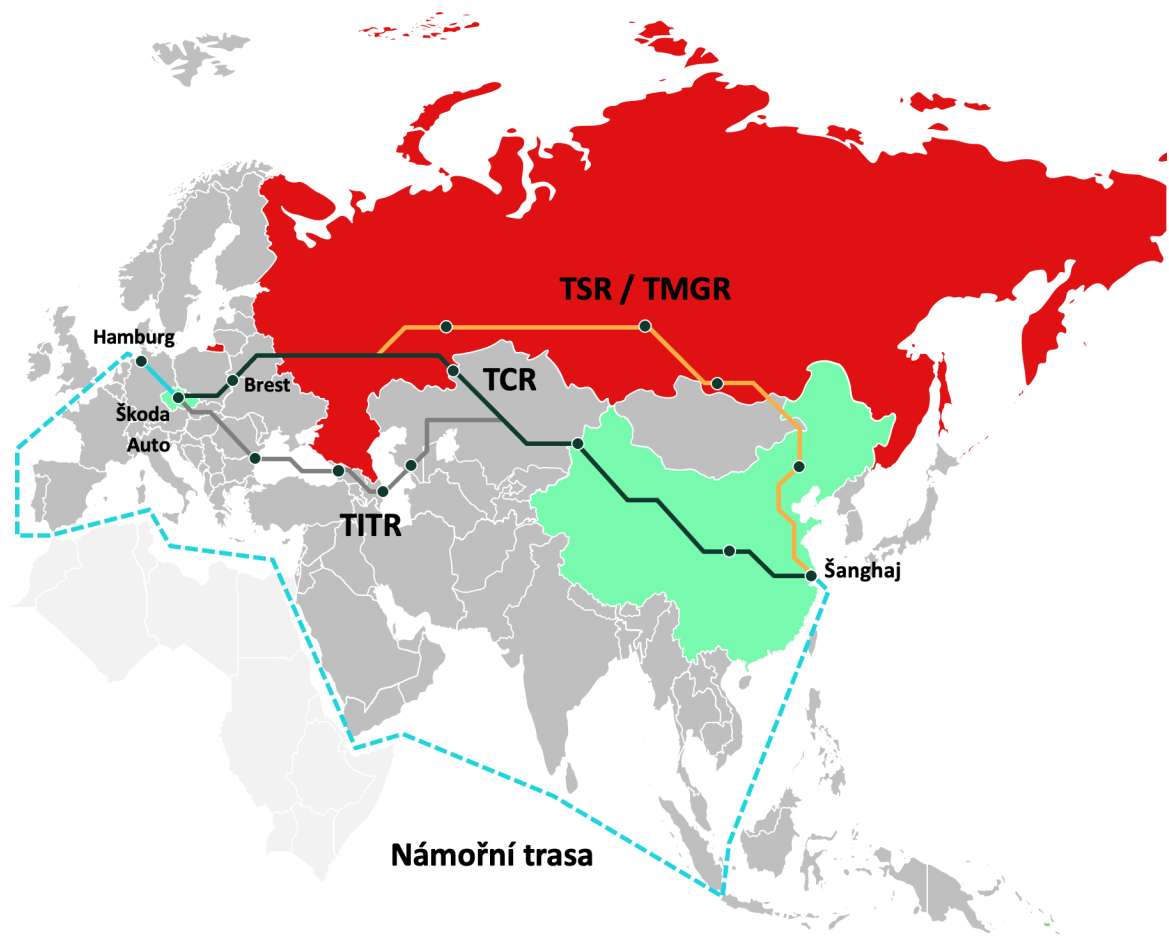 TSR / TMGR
Hamburg
TCR
Brest
Škoda
Auto
TITR
Šanghaj
Námořní trasa